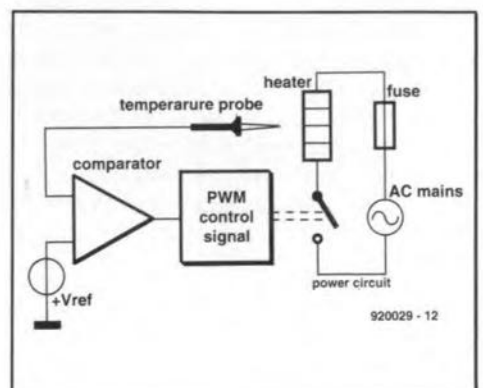 heater
fuse
temperarure probe
comparator
AC mains
PWM
control
signal
+Vref
power circuit
920029 - 12